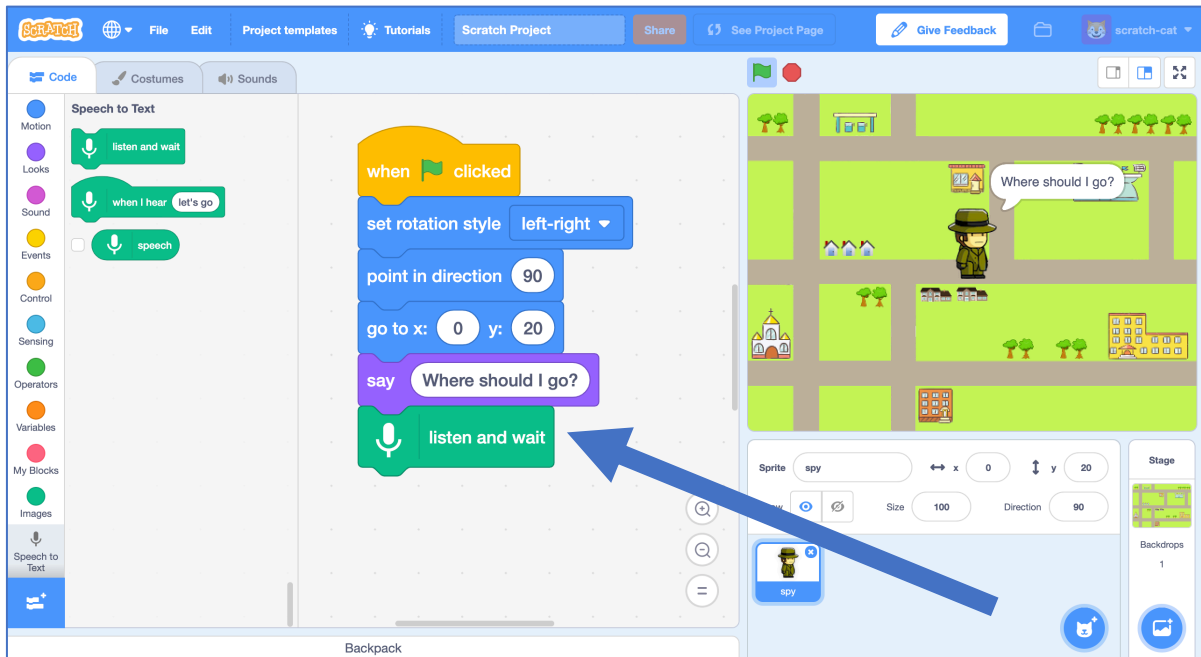 SCRATCH File Edit Project templates Tutorials Scratch Project Share See Project Page Give Feedback scratch-cat
Code Costumes Sounds
Motion
Looks
Sound
Events
Control
Sensing
Operators
Variables
My Blocks
Images
Speech to
Text
Speech to Text
listen and wait
when I hear let's go
speech
when clicked
set rotation style left-right
point in direction 90
go to x: 0 y: 20
say Where should I go?
listen and wait
=
Backpack
Where should I go?
Sprite spy x 0 y 20
Size 100 Direction 90
spy
Stage
Backdrops
1